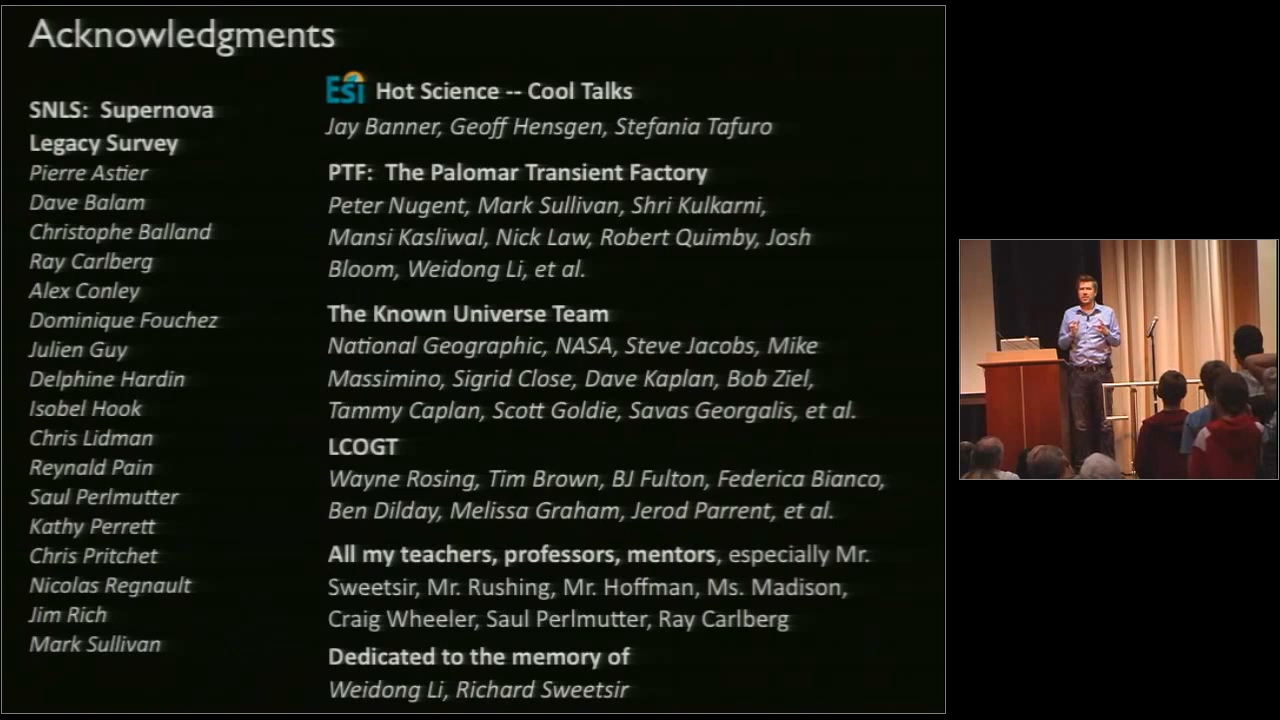 Acknowledgments
SNLS: Supernova
Legacy Survey
Pierre Astier
Dave Balam
Christophe Balland
Ray Carlberg
Alex Conley
Dominique Fouchez
Julien Guy
Delphine Hardin
Isobel Hook
Chris Lidman
Reynald Pain
Saul Perlmutter
Kathy Perrett
Chris Pritchet
Nicolas Regnault
Jim Rich
Mark Sullivan
ESi Hot Science -- Cool Talks
Jay Banner, Geoff Hensgen, Stefania Tafuro
PTF: The Palomar Transient Factory
Peter Nugent, Mark Sullivan, Shri Kulkarni,
Mansi Kasliwal, Nick Law, Robert Quimby, Josh
Bloom, Weidong Li, et al.
The Known Universe Team
National Geographic, NASA, Steve Jacobs, Mike
Massimino, Sigrid Close, Dave Kaplan, Bob Ziel,
Tammy Caplan, Scott Goldie, Savas Georgalis, et al.
LCOGT
Wayne Rosing, Tim Brown, BJ Fulton, Federica Bianco,
Ben Dilday, Melissa Graham, Jerod Parrent, et al.
All my teachers, professors, mentors, especially Mr.
Sweetsir, Mr. Rushing, Mr. Hoffman, Ms. Madison,
Craig Wheeler, Saul Perlmutter, Ray Carlberg
Dedicated to the memory of
Weidong Li, Richard Sweetsir